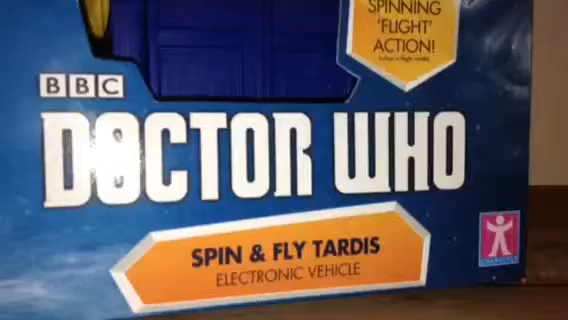 SPINNING
'FLIGHT'
ACTION!
BBC
DOCTOR WHO
SPIN & FLY TARDIS
ELECTRONIC VEHICLE